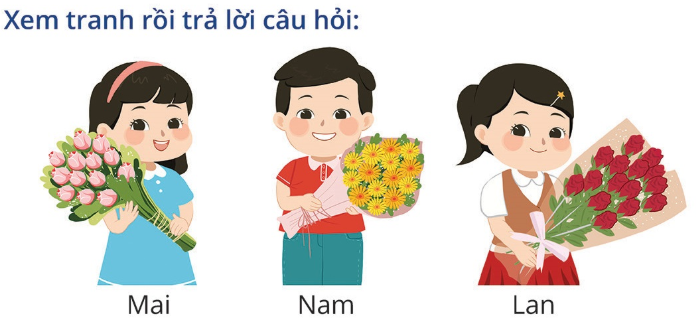 Xem tranh rồi trả lời câu hỏi:
Mai Nam Lan